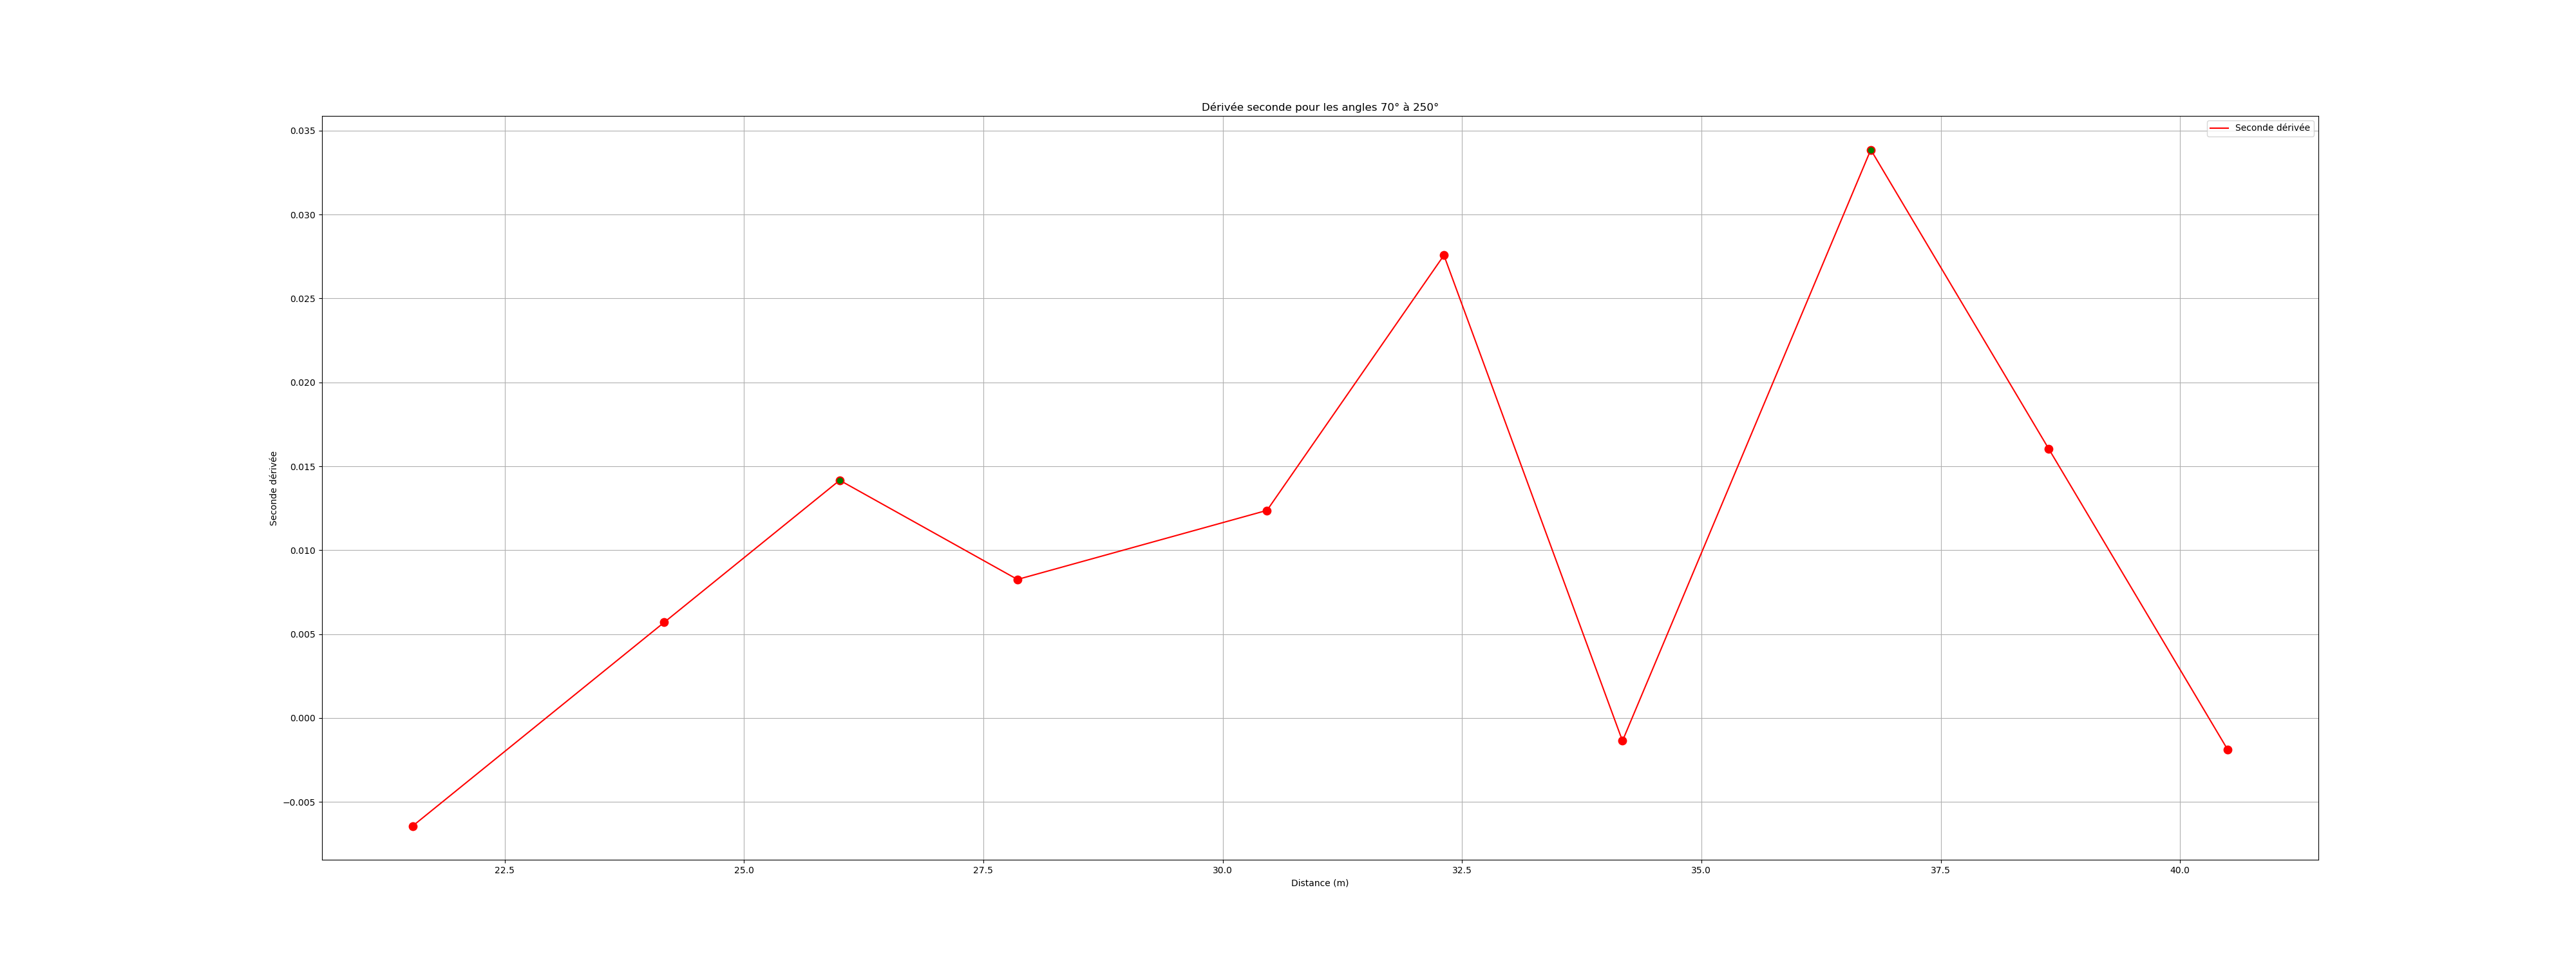 Dérivée seconde pour les angles 70° à 250°
Seconde dérivée
0.035
0.030
0.025
0.020
0.015
0.010
0.005
0.000
−0.005
Seconde dérivée
22.5 25.0 27.5 30.0 32.5 35.0 37.5 40.0
Distance (m)